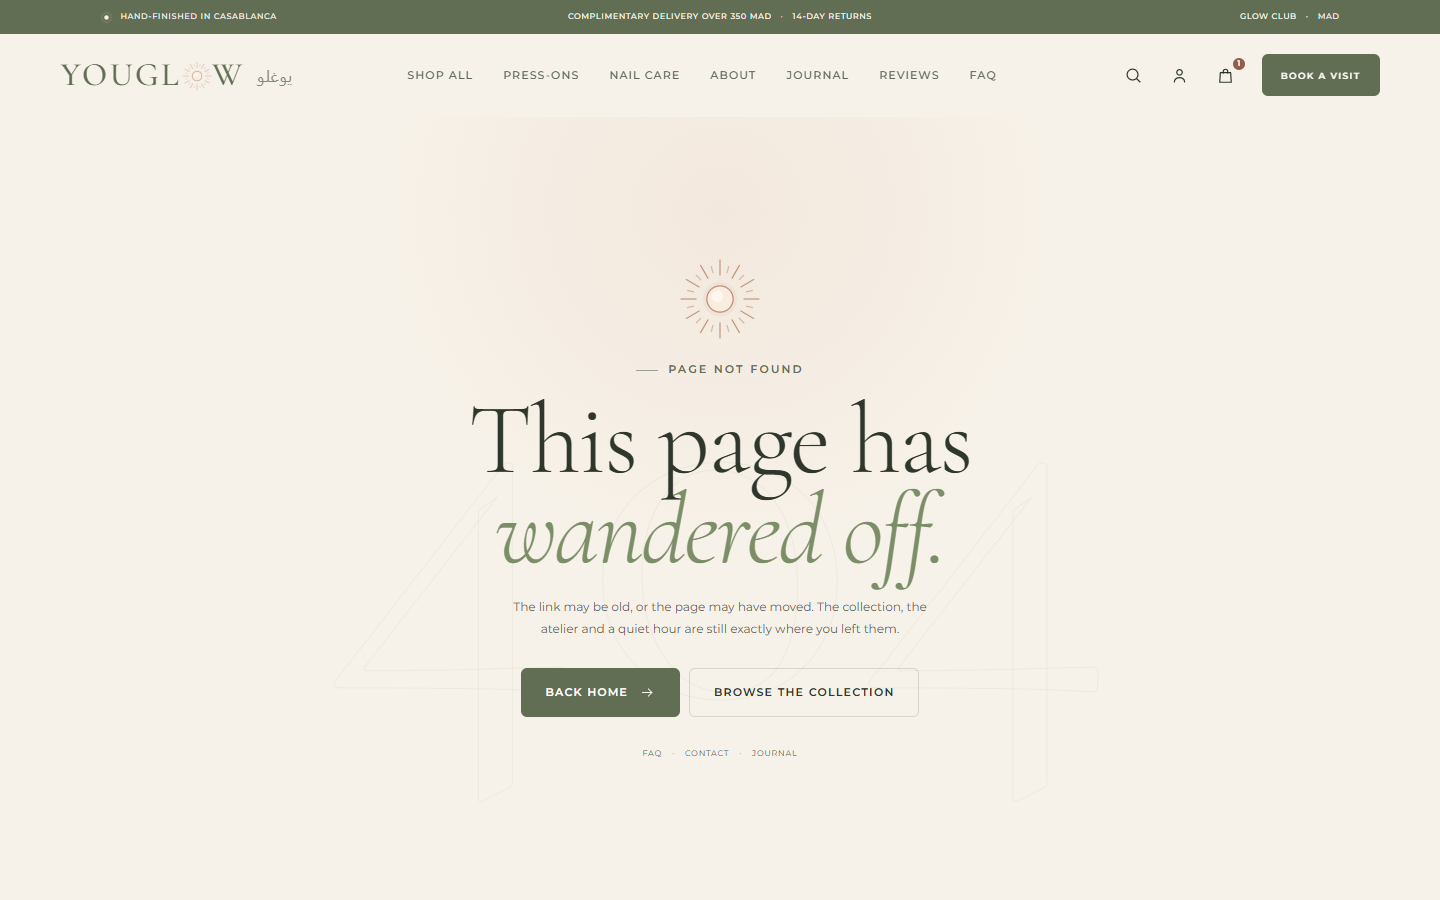 HAND-FINISHED IN CASABLANCA
COMPLIMENTARY DELIVERY OVER 350 MAD · 14-DAY RETURNS
GLOW CLUB · MAD
YOUGLOW يوغلو
SHOP ALL
PRESS-ONS
NAIL CARE
ABOUT
JOURNAL
REVIEWS
FAQ
1
BOOK A VISIT
404
PAGE NOT FOUND
This page has
wandered off.
The link may be old, or the page may have moved. The collection, the
atelier and a quiet hour are still exactly where you left them.
BACK HOME →
BROWSE THE COLLECTION
FAQ · CONTACT · JOURNAL